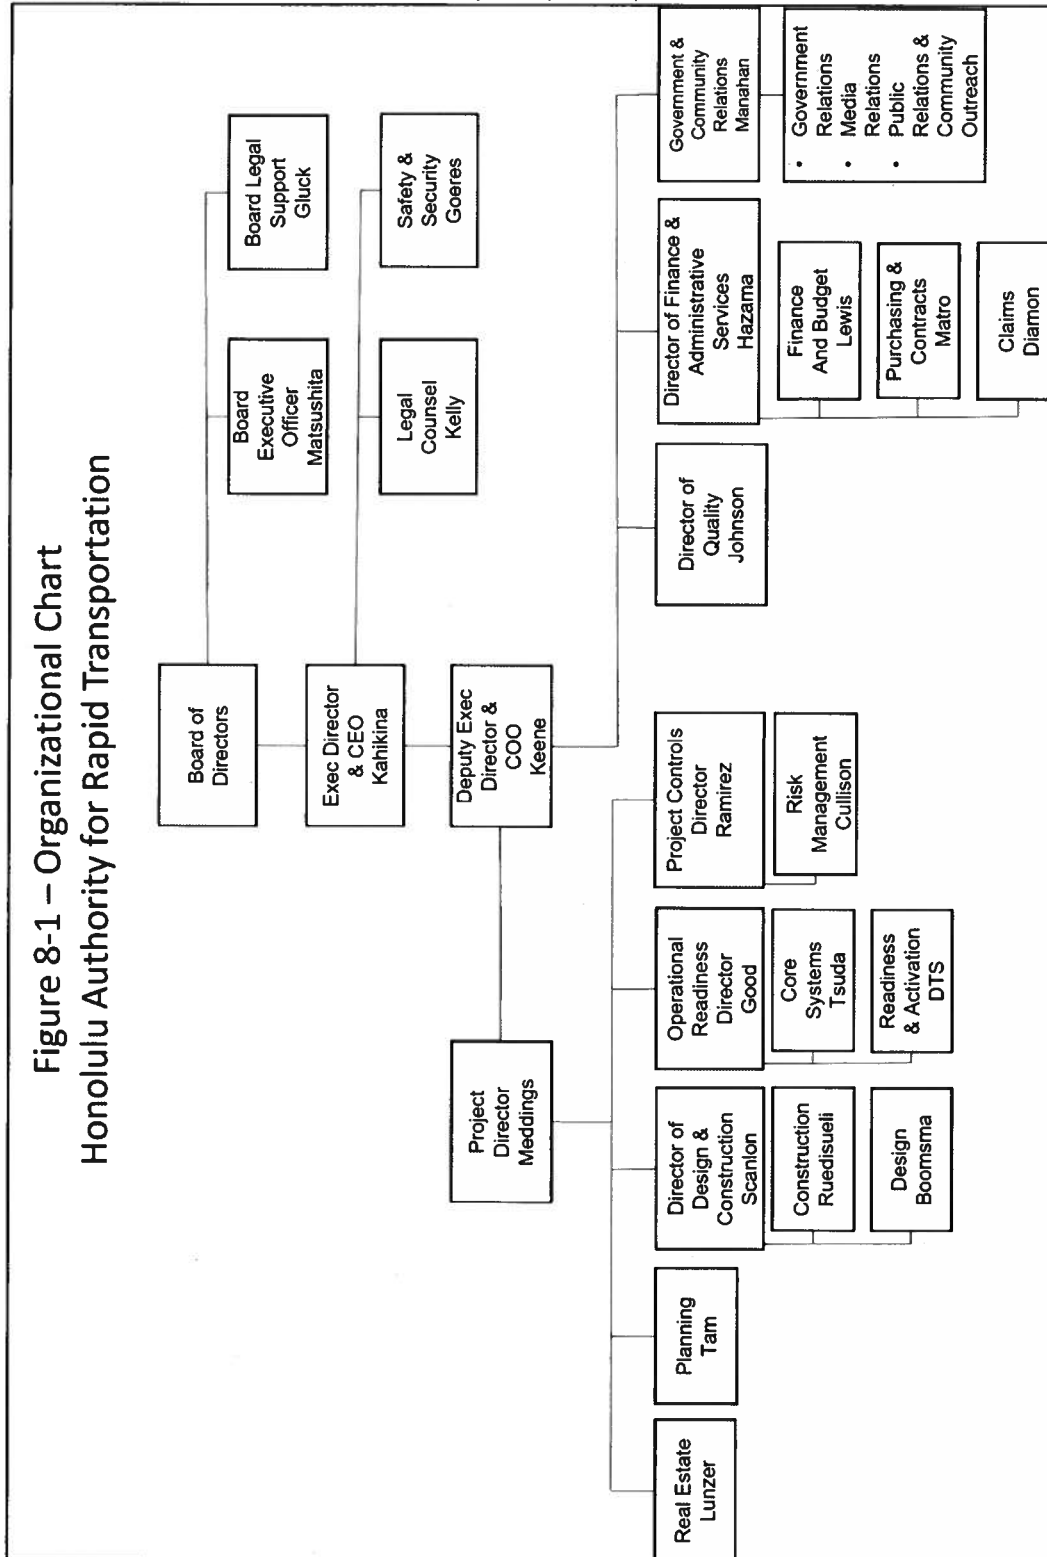 Figure 8-1 – Organizational Chart
Honolulu Authority for Rapid Transportation
Board of
Directors
Board
Executive
Officer
Matsushita
Board Legal
Support
Gluck
Exec Director
& CEO
Kahikina
Legal
Counsel
Kelly
Safety &
Security
Goeres
Deputy Exec
Director &
COO
Keene
Project
Director
Meddings
Real Estate
Lunzer
Planning
Tam
Director of
Design &
Construction
Scanlon
Construction
Ruedisueli
Design
Boomsma
Operational
Readiness
Director
Good
Core
Systems
Tsuda
Readiness
& Activation
DTS
Project Controls
Director
Ramirez
Risk
Management
Cullison
Director of
Quality
Johnson
Director of Finance &
Administrative
Services
Hazama
Finance
And Budget
Lewis
Purchasing &
Contracts
Matro
Claims
Diamon
Government &
Community
Relations
Manahan
• Government
Relations
• Media
Relations
• Public
Relations &
Community
Outreach